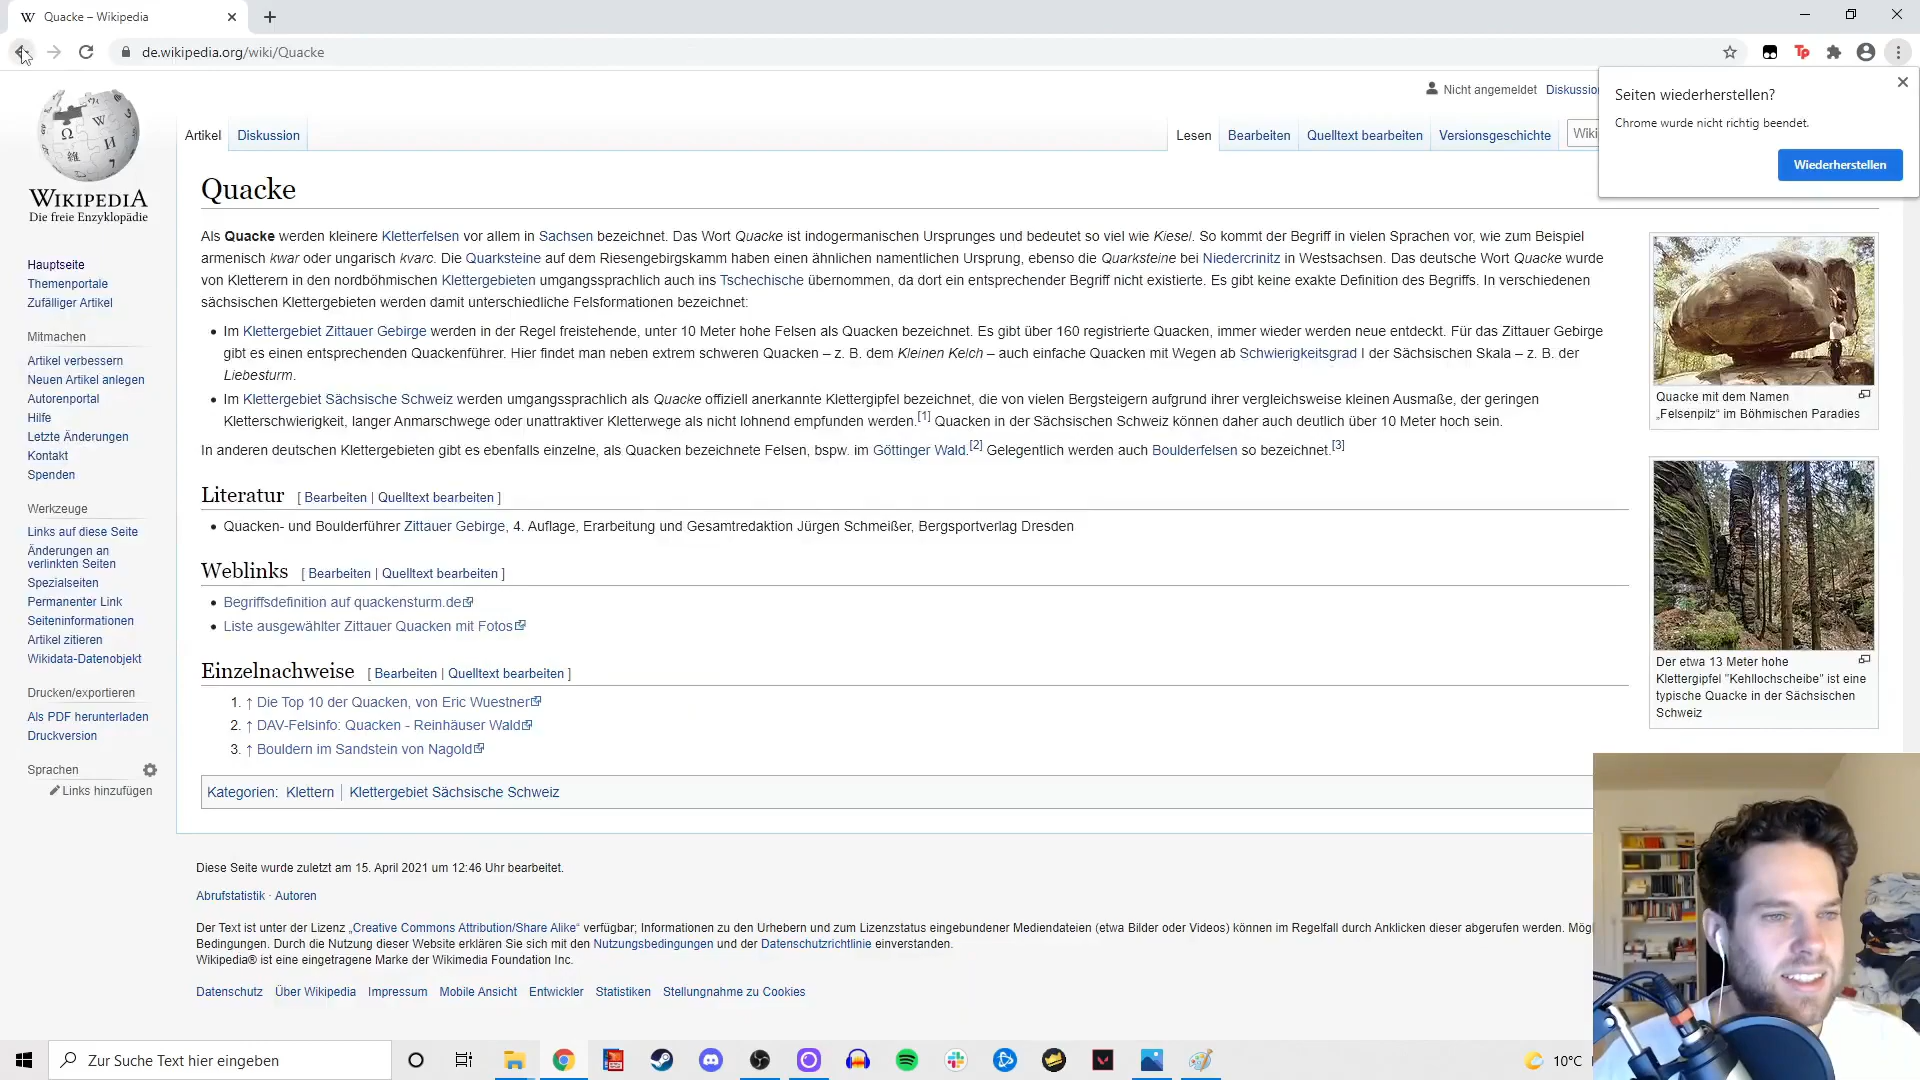 Quacke – Wikipedia
de.wikipedia.org/wiki/Quacke
Seiten wiederherstellen?
Chrome wurde nicht richtig beendet.
Wiederherstellen
Nicht angemeldet
WIKIPEDIA
Die freie Enzyklopädie
Hauptseite
Themenportale
Zufälliger Artikel
Mitmachen
Artikel verbessern
Neuen Artikel anlegen
Autorenportal
Hilfe
Letzte Änderungen
Kontakt
Spenden
Werkzeuge
Links auf diese Seite
Änderungen an
verlinkten Seiten
Spezialseiten
Permanenter Link
Seiteninformationen
Artikel zitieren
Wikidata-Datenobjekt
Drucken/exportieren
Als PDF herunterladen
Druckversion
Sprachen
Links hinzufügen
Artikel Diskussion Lesen Bearbeiten Quelltext bearbeiten Versionsgeschichte
Quacke
Als Quacke werden kleinere Kletterfelsen vor allem in Sachsen bezeichnet. Das Wort Quacke ist indogermanischen Ursprunges und bedeutet so viel wie Kiesel. So kommt der Begriff in vielen Sprachen vor, wie zum Beispiel
armenisch kwar oder ungarisch kvarc. Die Quarksteine auf dem Riesengebirgskamm haben einen ähnlichen namentlichen Ursprung, ebenso die Quarksteine bei Niedercrinitz in Westsachsen. Das deutsche Wort Quacke wurde
von Kletterern in den nordböhmischen Klettergebieten umgangssprachlich auch ins Tschechische übernommen, da dort ein entsprechender Begriff nicht existierte. Es gibt keine exakte Definition des Begriffs. In verschiedenen
sächsischen Klettergebieten werden damit unterschiedliche Felsformationen bezeichnet:
• Im Klettergebiet Zittauer Gebirge werden in der Regel freistehende, unter 10 Meter hohe Felsen als Quacken bezeichnet. Es gibt über 160 registrierte Quacken, immer wieder werden neue entdeckt. Für das Zittauer Gebirge
gibt es einen entsprechenden Quackenführer. Hier findet man neben extrem schweren Quacken – z. B. dem Kleinen Kelch – auch einfache Quacken mit Wegen ab Schwierigkeitsgrad I der Sächsischen Skala – z. B. der
Liebesturm.
• Im Klettergebiet Sächsische Schweiz werden umgangssprachlich als Quacke offiziell anerkannte Klettergipfel bezeichnet, die von vielen Bergsteigern aufgrund ihrer vergleichsweise kleinen Ausmaße, der geringen
Kletterschwierigkeit, langer Anmarschwege oder unattraktiver Kletterwege als nicht lohnend empfunden werden.[1] Quacken in der Sächsischen Schweiz können daher auch deutlich über 10 Meter hoch sein.
In anderen deutschen Klettergebieten gibt es ebenfalls einzelne, als Quacken bezeichnete Felsen, bspw. im Göttinger Wald.[2] Gelegentlich werden auch Boulderfelsen so bezeichnet.[3]
Quacke mit dem Namen
„Felsenpilz“ im Böhmischen Paradies
Der etwa 13 Meter hohe
Klettergipfel "Kehllochscheibe" ist eine
typische Quacke in der Sächsischen
Schweiz
Literatur [ Bearbeiten | Quelltext bearbeiten ]
• Quacken- und Boulderführer Zittauer Gebirge, 4. Auflage, Erarbeitung und Gesamtredaktion Jürgen Schmeißer, Bergsportverlag Dresden
Weblinks [ Bearbeiten | Quelltext bearbeiten ]
• Begriffsdefinition auf quackensturm.de
• Liste ausgewählter Zittauer Quacken mit Fotos
Einzelnachweise [ Bearbeiten | Quelltext bearbeiten ]
1. ↑ Die Top 10 der Quacken, von Eric Wuestner
2. ↑ DAV-Felsinfo: Quacken - Reinhäuser Wald
3. ↑ Bouldern im Sandstein von Nagold
Kategorien: Klettern | Klettergebiet Sächsische Schweiz
Diese Seite wurde zuletzt am 15. April 2021 um 12:46 Uhr bearbeitet.
Abrufstatistik · Autoren
Der Text ist unter der Lizenz „Creative Commons Attribution/Share Alike“ verfügbar; Informationen zu den Urhebern und zum Lizenzstatus eingebundener Mediendateien (etwa Bilder oder Videos) können im Regelfall durch Anklicken dieser abgerufen werden.
Bedingungen. Durch die Nutzung dieser Website erklären Sie sich mit den Nutzungsbedingungen und der Datenschutzrichtlinie einverstanden.
Wikipedia® ist eine eingetragene Marke der Wikimedia Foundation Inc.
Datenschutz Über Wikipedia Impressum Mobile Ansicht Entwickler Statistiken Stellungnahme zu Cookies
Zur Suche Text hier eingeben
10°C